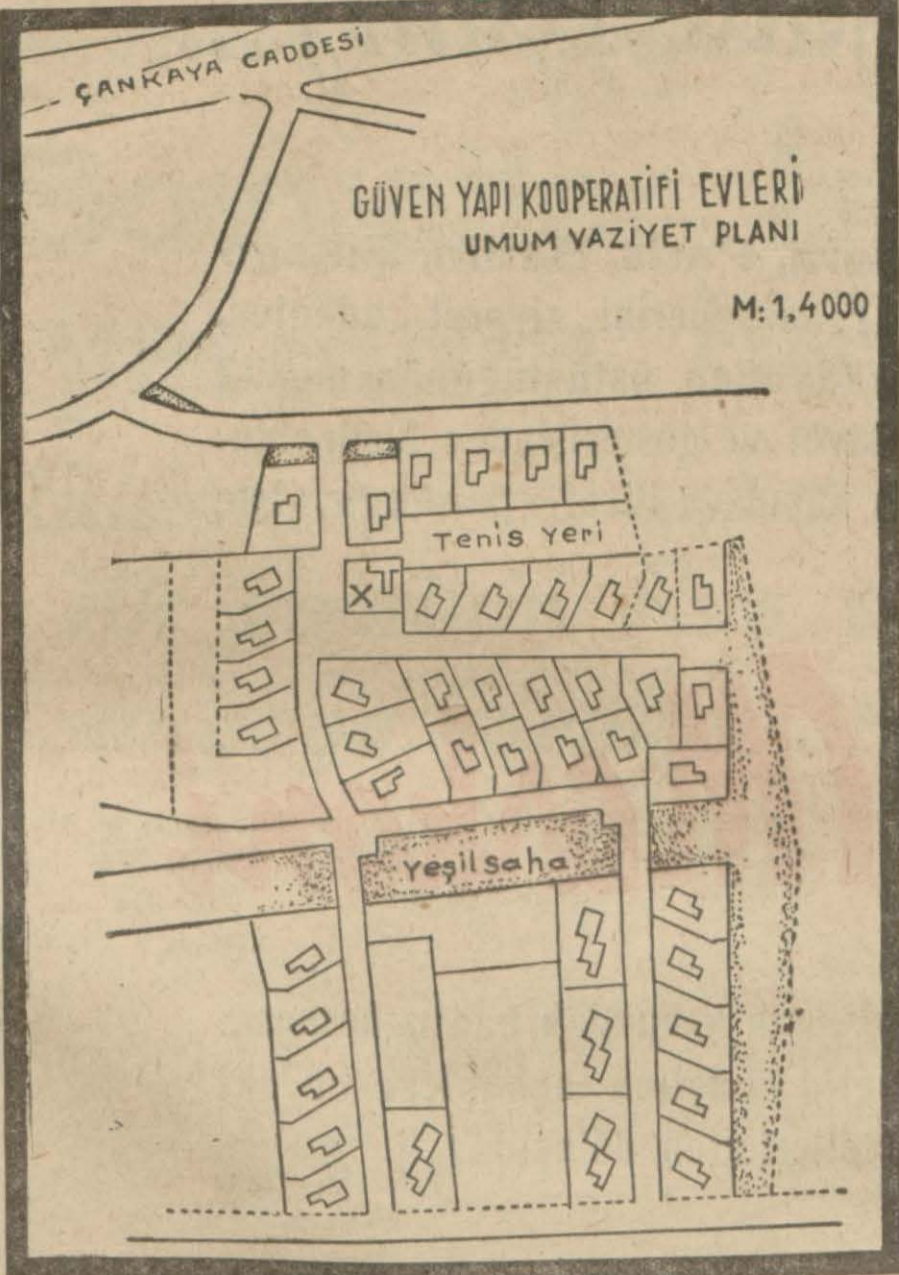 ÇANKAYA CADDESİ
GÜVEN YAPI KOOPERATİFİ EVLERİ
UMUM VAZİYET PLANI
M: 1,4000
Tenis Yeri
X
Yeşil saha